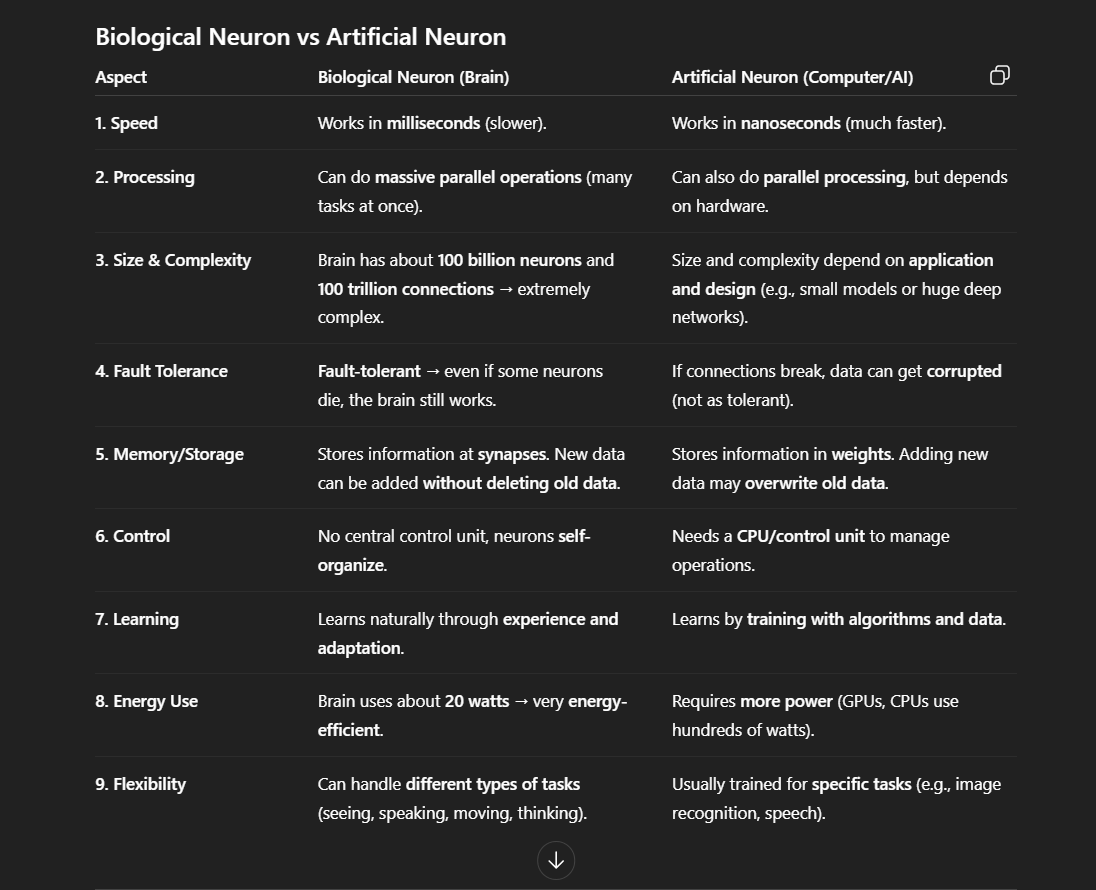 Biological Neuron vs Artificial Neuron
Aspect Biological Neuron (Brain) Artificial Neuron (Computer/AI)
1. Speed Works in milliseconds (slower). Works in nanoseconds (much faster).
2. Processing Can do massive parallel operations (many Can also do parallel processing, but depends
tasks at once). on hardware.
3. Size & Complexity Brain has about 100 billion neurons and Size and complexity depend on application
100 trillion connections → extremely and design (e.g., small models or huge deep
complex. networks).
4. Fault Tolerance Fault-tolerant → even if some neurons If connections break, data can get corrupted
die, the brain still works. (not as tolerant).
5. Memory/Storage Stores information at synapses. New data Stores information in weights. Adding new
can be added without deleting old data. data may overwrite old data.
6. Control No central control unit, neurons self- Needs a CPU/control unit to manage
organize. operations.
7. Learning Learns naturally through experience and Learns by training with algorithms and data.
adaptation.
8. Energy Use Brain uses about 20 watts → very energy- Requires more power (GPUs, CPUs use
efficient. hundreds of watts).
9. Flexibility Can handle different types of tasks Usually trained for specific tasks (e.g., image
(seeing, speaking, moving, thinking). recognition, speech).